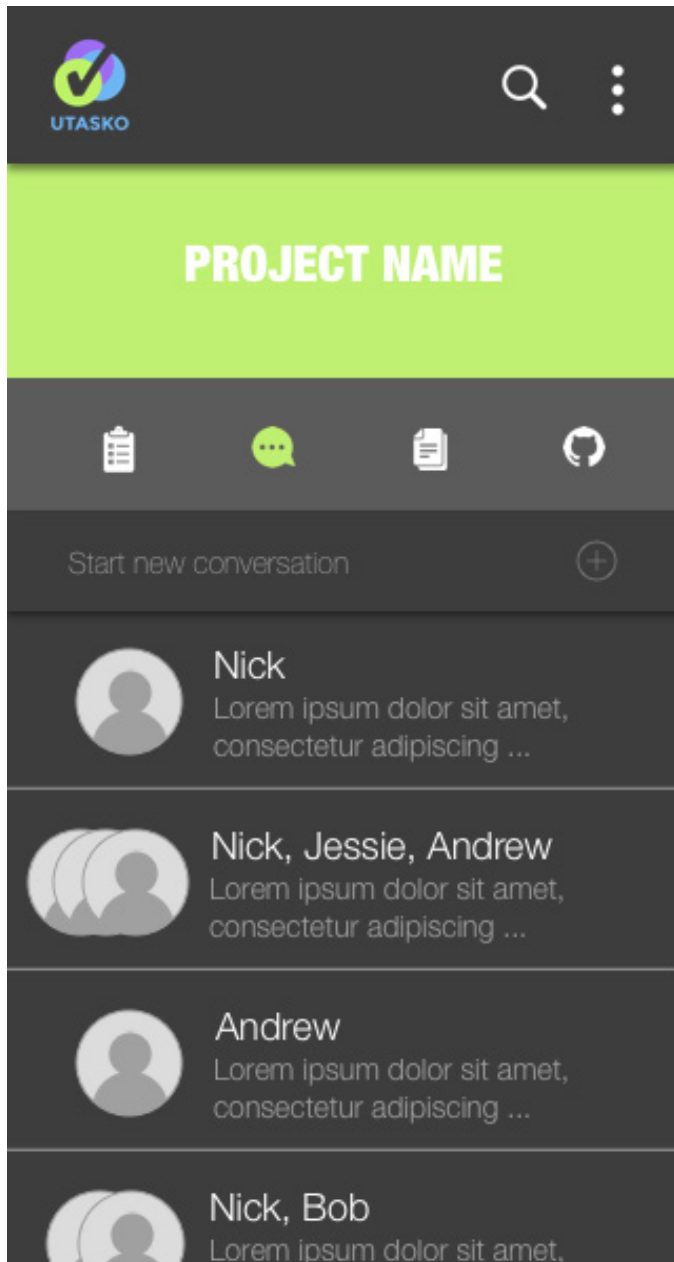 UTASKO
PROJECT NAME
Start new conversation
Nick
Lorem ipsum dolor sit amet,
consectetur adipiscing ...
Nick, Jessie, Andrew
Lorem ipsum dolor sit amet,
consectetur adipiscing ...
Andrew
Lorem ipsum dolor sit amet,
consectetur adipiscing ...
Nick, Bob
Lorem ipsum dolor sit amet,